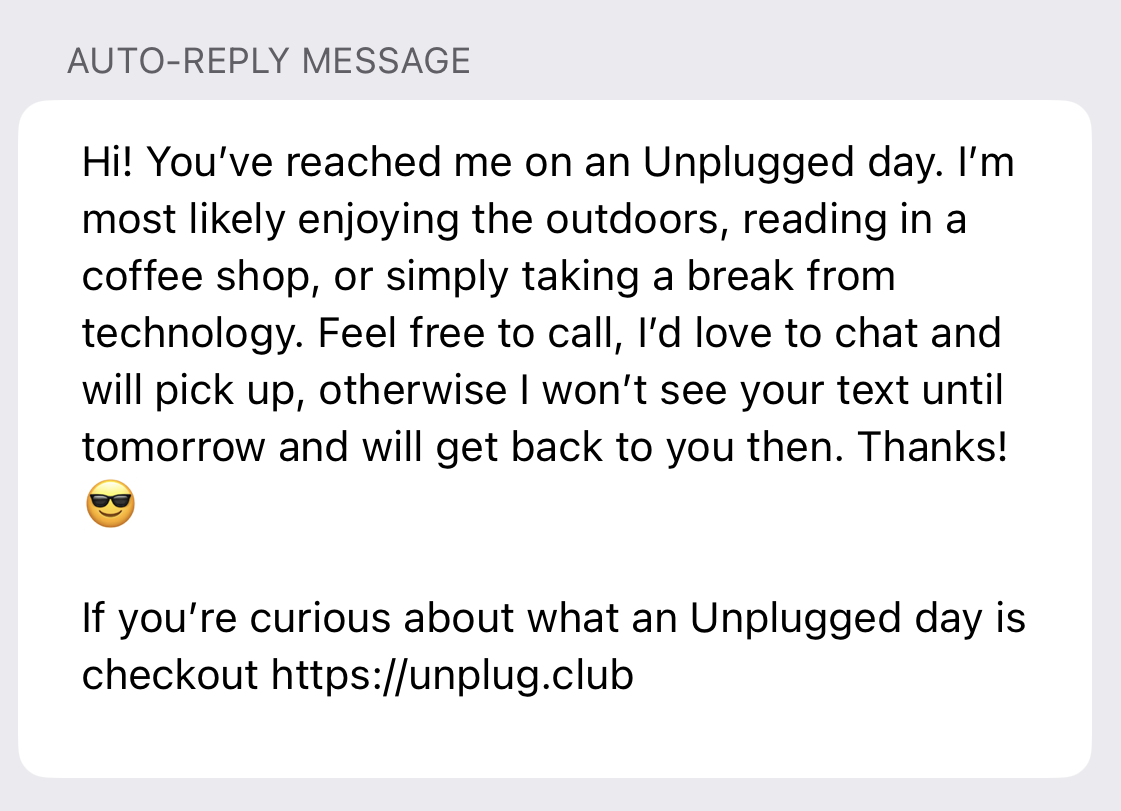 AUTO-REPLY MESSAGE
Hi! You’ve reached me on an Unplugged day. I’m
most likely enjoying the outdoors, reading in a
coffee shop, or simply taking a break from
technology. Feel free to call, I’d love to chat and
will pick up, otherwise I won’t see your text until
tomorrow and will get back to you then. Thanks!
😎
If you’re curious about what an Unplugged day is
checkout https://unplug.club